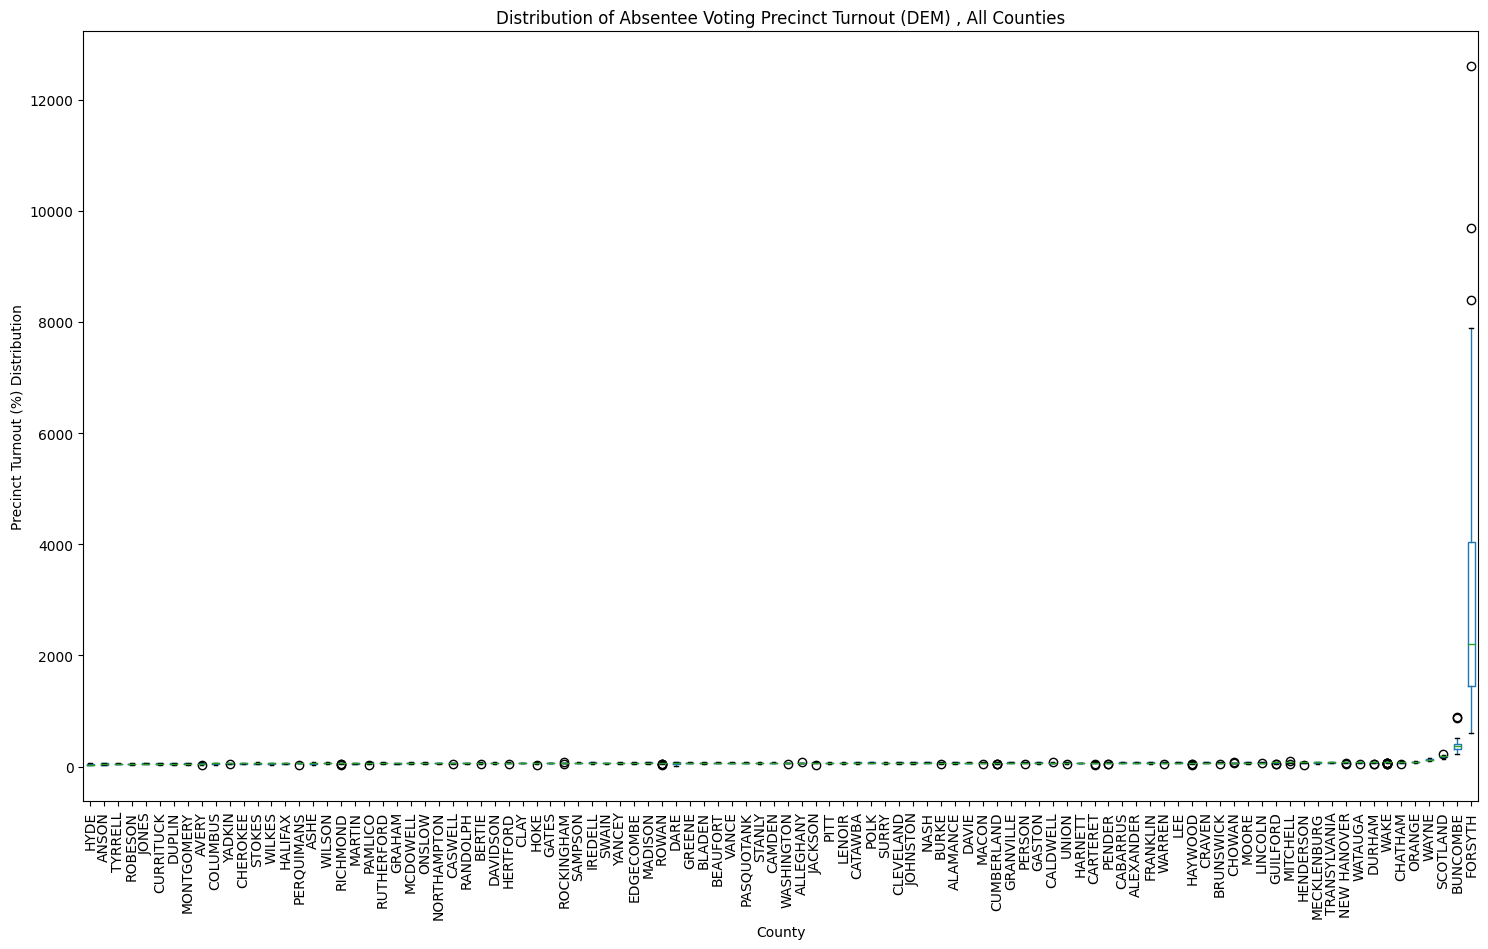 Distribution of Absentee Voting Precinct Turnout (DEM) , All Counties
Precinct Turnout (%) Distribution
12000
10000
8000
6000
4000
2000
0
HYDE
ANSON
TYRRELL
ROBESON
JONES
CURRITUCK
DUPLIN
MONTGOMERY
AVERY
COLUMBUS
YADKIN
CHEROKEE
STOKES
WILKES
HALIFAX
PERQUIMANS
ASHE
WILSON
RICHMOND
MARTIN
PAMLICO
RUTHERFORD
GRAHAM
MCDOWELL
ONSLOW
NORTHAMPTON
CASWELL
RANDOLPH
BERTIE
DAVIDSON
HERTFORD
CLAY
HOKE
GATES
ROCKINGHAM
SAMPSON
IREDELL
SWAIN
YANCEY
EDGECOMBE
MADISON
ROWAN
DARE
GREENE
BLADEN
BEAUFORT
VANCE
PASQUOTANK
STANLY
CAMDEN
WASHINGTON
ALLEGHANY
JACKSON
PITT
LENOIR
CATAWBA
POLK
SURRY
CLEVELAND
JOHNSTON
NASH
BURKE
ALAMANCE
DAVIE
MACON
CUMBERLAND
GRANVILLE
PERSON
GASTON
CALDWELL
UNION
HARNETT
CARTERET
PENDER
CABARRUS
ALEXANDER
FRANKLIN
WARREN
LEE
HAYWOOD
CRAVEN
BRUNSWICK
CHOWAN
MOORE
LINCOLN
GUILFORD
MITCHELL
HENDERSON
MECKLENBURG
TRANSYLVANIA
NEW HANOVER
WATAUGA
DURHAM
WAKE
CHATHAM
ORANGE
WAYNE
SCOTLAND
BUNCOMBE
FORSYTH
County